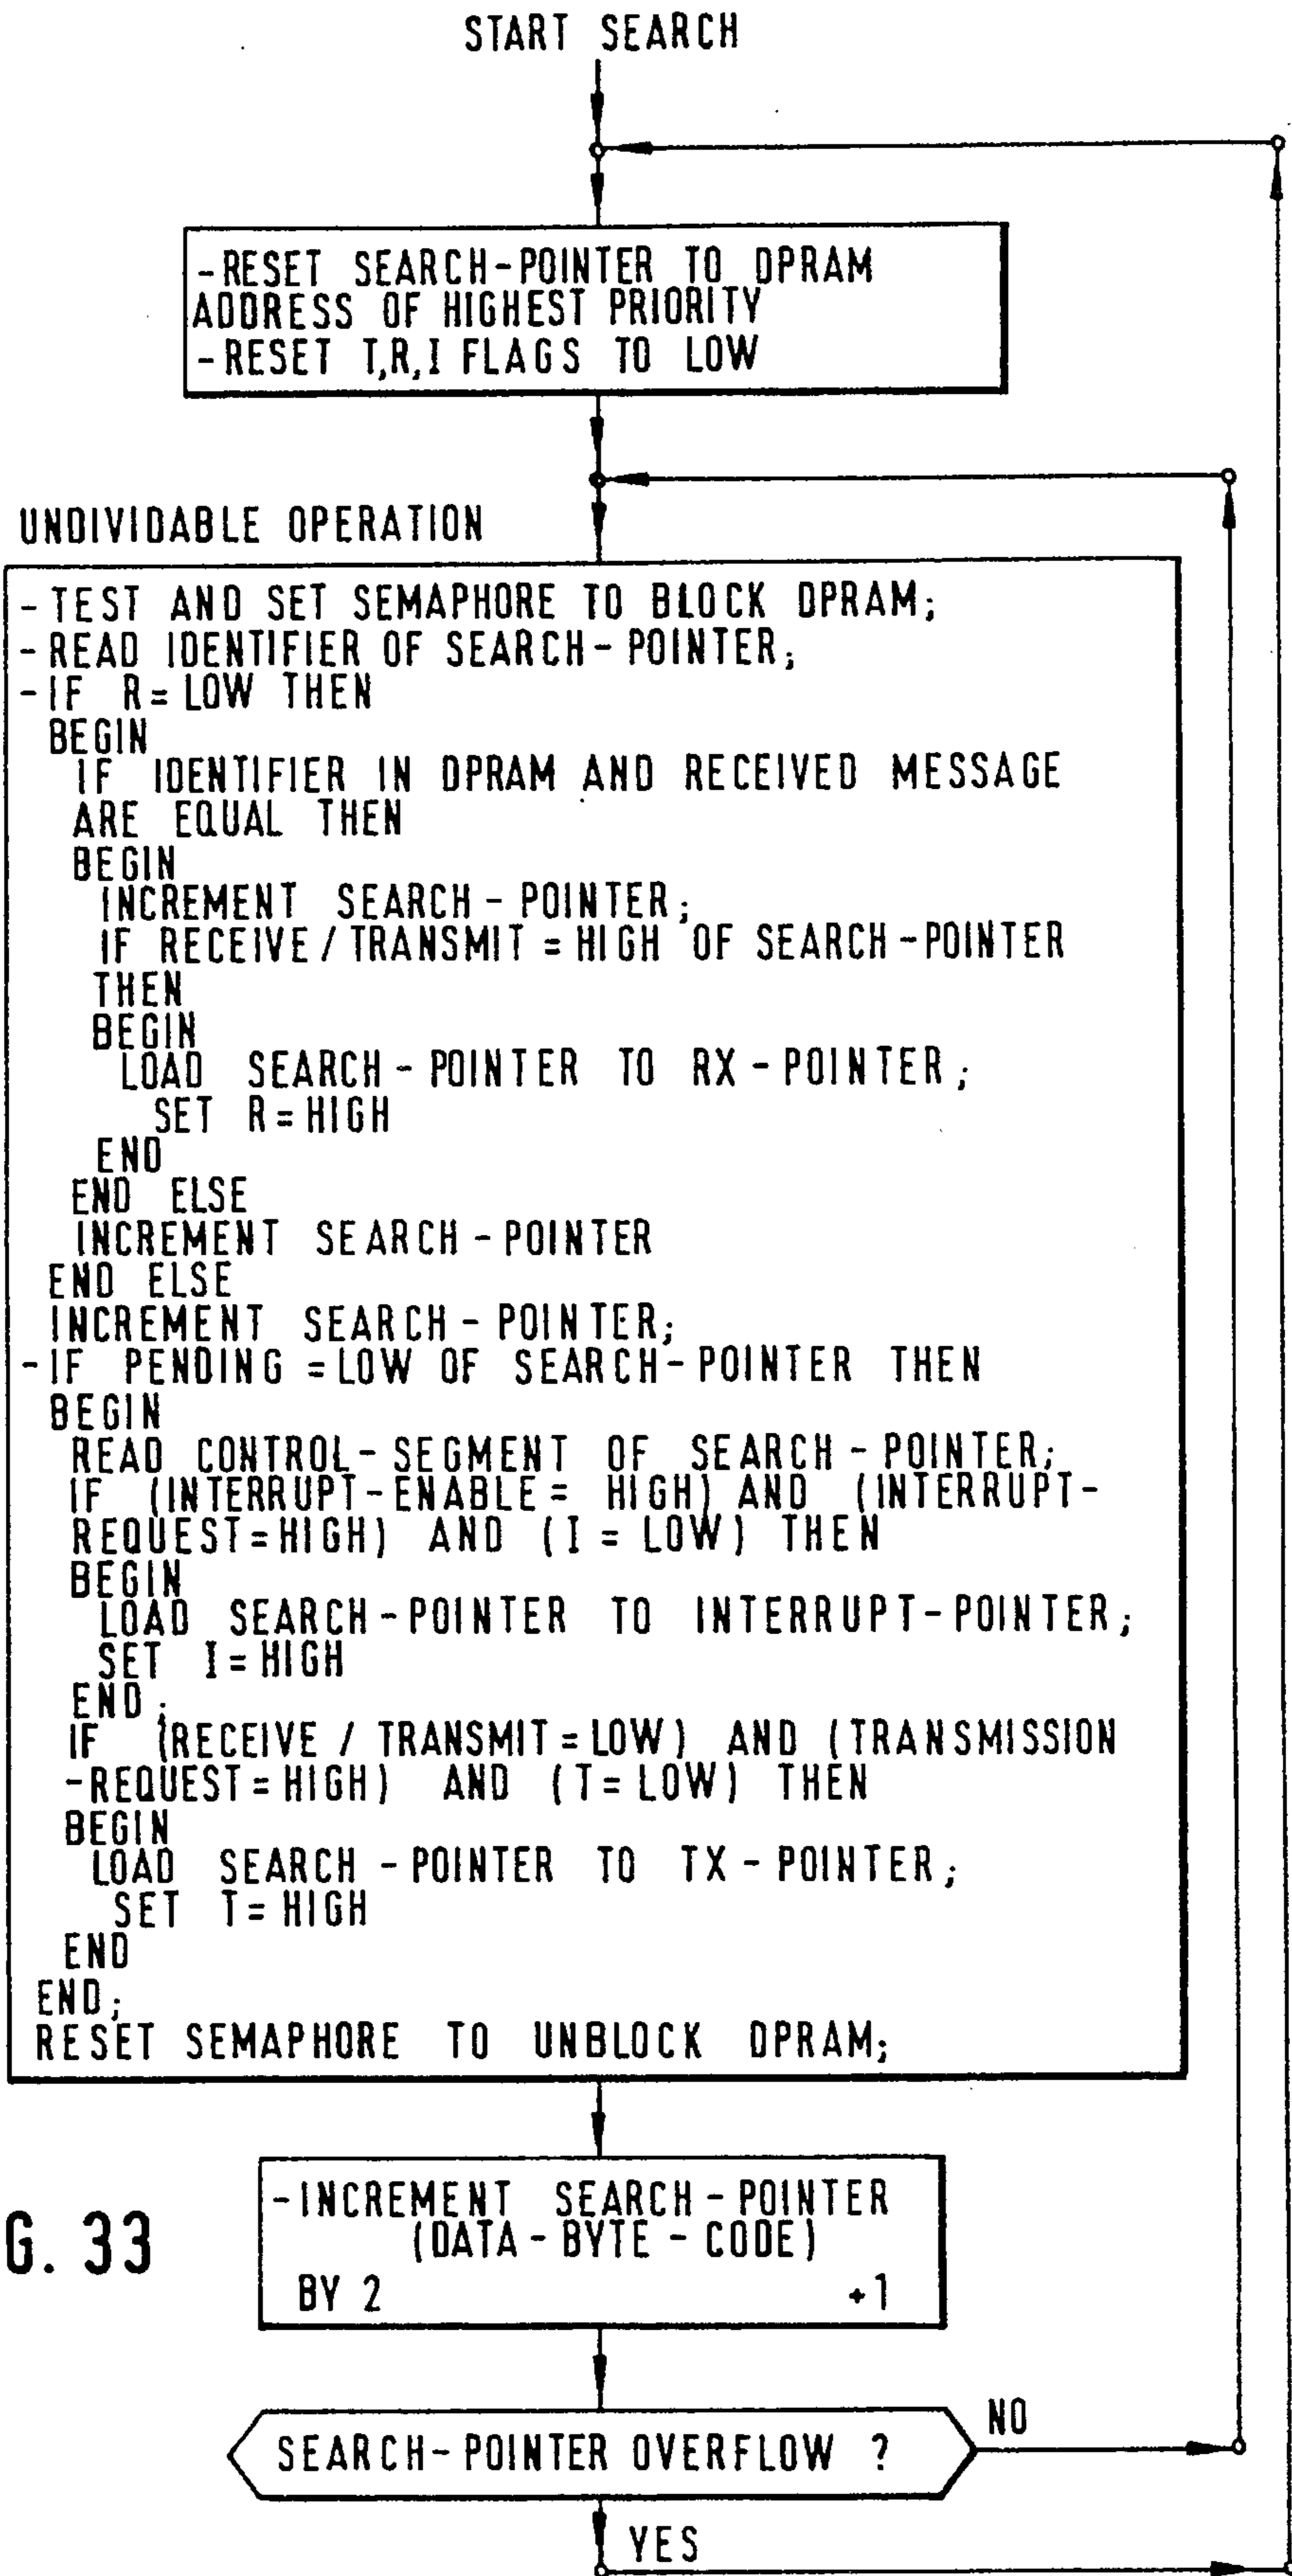 START SEARCH
-RESET SEARCH-POINTER TO DPRAM
ADDRESS OF HIGHEST PRIORITY
-RESET T,R,I FLAGS TO LOW
UNDIVIDABLE OPERATION
-TEST AND SET SEMAPHORE TO BLOCK DPRAM;
-READ IDENTIFIER OF SEARCH-POINTER;
-IF R=LOW THEN
BEGIN
IF IDENTIFIER IN DPRAM AND RECEIVED MESSAGE
ARE EQUAL THEN
BEGIN
INCREMENT SEARCH-POINTER;
IF RECEIVE/TRANSMIT=HIGH OF SEARCH-POINTER
THEN
BEGIN
LOAD SEARCH-POINTER TO RX-POINTER;
SET R=HIGH
END
END ELSE
INCREMENT SEARCH-POINTER
END ELSE
INCREMENT SEARCH-POINTER;
-IF PENDING=LOW OF SEARCH-POINTER THEN
BEGIN
READ CONTROL-SEGMENT OF SEARCH-POINTER;
IF (INTERRUPT-ENABLE= HIGH) AND (INTERRUPT-
REQUEST=HIGH) AND (I = LOW) THEN
BEGIN
LOAD SEARCH-POINTER TO INTERRUPT-POINTER;
SET I=HIGH
END;
IF (RECEIVE / TRANSMIT=LOW) AND (TRANSMISSION
-REQUEST=HIGH) AND (T=LOW) THEN
BEGIN
LOAD SEARCH-POINTER TO TX-POINTER;
SET T=HIGH
END
END;
RESET SEMAPHORE TO UNBLOCK DPRAM;
-INCREMENT SEARCH-POINTER
(DATA-BYTE-CODE)
BY 2 +1
G. 33
SEARCH-POINTER OVERFLOW ?
NO
YES